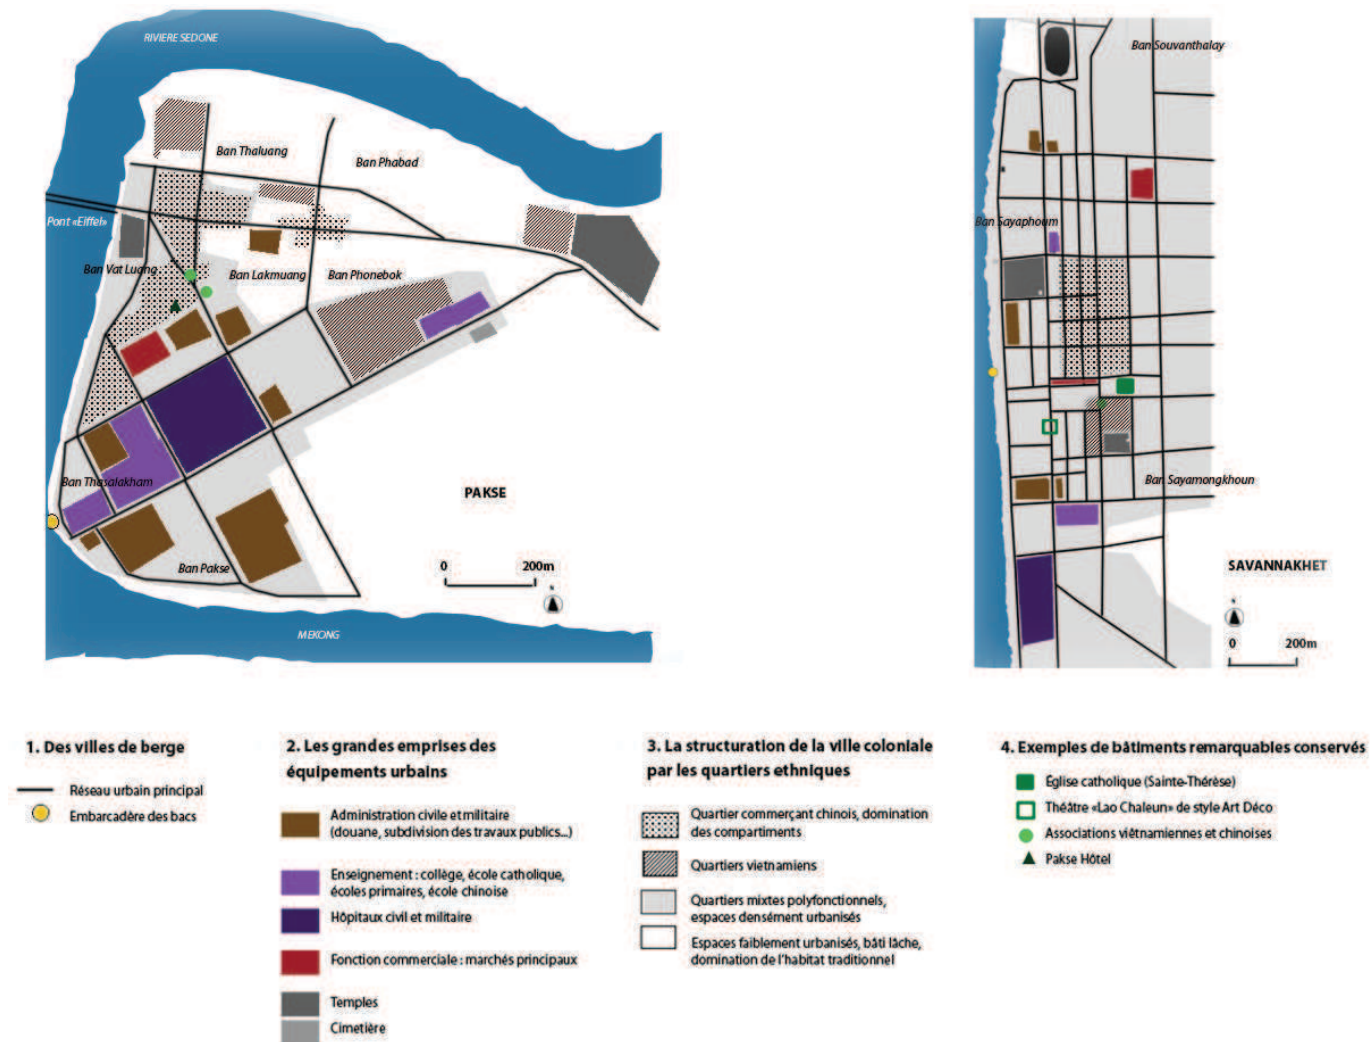 RIVIERE SEDONE
Ban Thaluang
Ban Phabad
Pont «Eiffel»
Ban Vat Luang
Ban Lakmuang
Ban Phonebok
Ban Thasalakham
PAKSE
Ban Pakse
0 200m
MEKONG
Ban Souvanthalay
Ban Sayaphoum
Ban Sayamongkhoun
SAVANNAKHET
0 200m
1. Des villes de berge
Réseau urbain principal
Embarcadère des bacs
2. Les grandes emprises des
équipements urbains
Administration civile et militaire
(douane, subdivision des travaux publics...)
Enseignement : collège, école catholique,
écoles primaires, école chinoise
Hôpitaux civil et militaire
Fonction commerciale : marchés principaux
Temples
Cimetière
3. La structuration de la ville coloniale
par les quartiers ethniques
Quartier commerçant chinois, domination
des compartiments
Quartiers vietnamiens
Quartiers mixtes polyfonctionnels,
espaces densément urbanisés
Espaces faiblement urbanisés, bâti lâche,
domination de l'habitat traditionnel
4. Exemples de bâtiments remarquables conservés
Église catholique (Sainte-Thérèse)
Théâtre «Lao Chaleun» de style Art Déco
Associations viêtnamiennes et chinoises
Pakse Hôtel